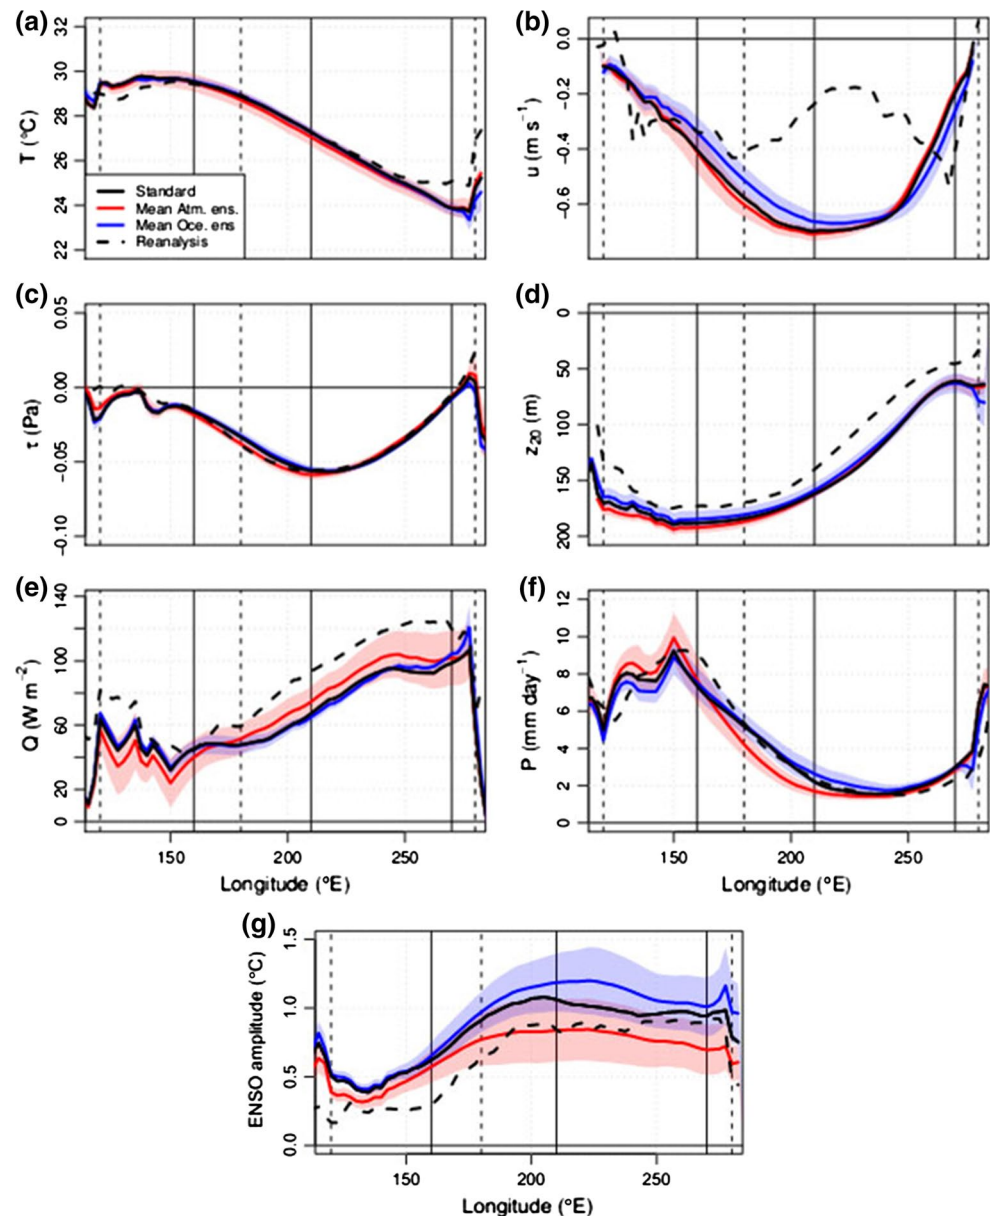 (a)
32
30
28
26
24
22
T (°C)
Standard
Mean Atm. ens.
Mean Oce. ens
Reanalysis
(b)
0.0
−0.2
−0.4
−0.6
u (m s⁻¹)
(c)
0.05
0.00
−0.05
−0.10
τ (Pa)
(d)
0
50
100
150
200
z₂₀ (m)
(e)
140
100
60
20
0
Q (W m⁻²)
150 200 250
Longitude (°E)
(f)
12
10
8
6
4
2
0
P (mm day⁻¹)
150 200 250
Longitude (°E)
(g)
1.5
1.0
0.5
0.0
ENSO amplitude (°C)
150 200 250
Longitude (°E)